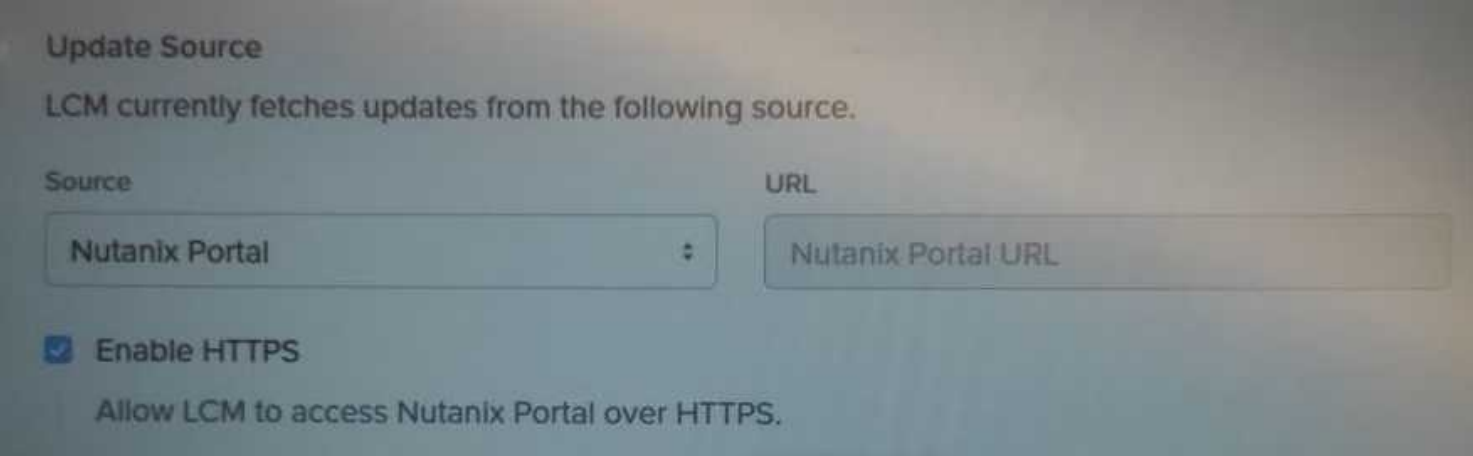 Update Source
LCM currently fetches updates from the following source.
Source
URL
Nutanix Portal
Nutanix Portal URL
Enable HTTPS
Allow LCM to access Nutanix Portal over HTTPS.